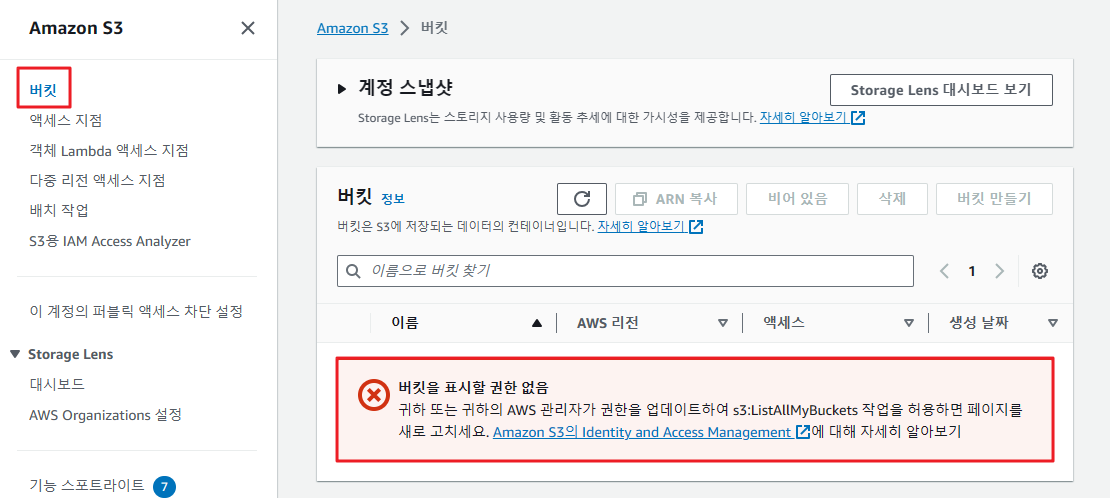 Amazon S3
버킷
액세스 지점
객체 Lambda 액세스 지점
다중 리전 액세스 지점
배치 작업
S3용 IAM Access Analyzer
이 계정의 퍼블릭 액세스 차단 설정
Storage Lens
대시보드
AWS Organizations 설정
기능 스포트라이트 7
Amazon S3 버킷
계정 스냅샷
Storage Lens 대시보드 보기
Storage Lens는 스토리지 사용량 및 활동 추세에 대한 가시성을 제공합니다. 자세히 알아보기
버킷 정보
ARN 복사 비어 있음 삭제 버킷 만들기
버킷은 S3에 저장되는 데이터의 컨테이너입니다. 자세히 알아보기
이름으로 버킷 찾기
1
이름 AWS 리전 액세스 생성 날짜
버킷을 표시할 권한 없음
귀하 또는 귀하의 AWS 관리자가 권한을 업데이트하여 s3:ListAllMyBuckets 작업을 허용하면 페이지를
새로 고치세요. Amazon S3의 Identity and Access Management 에 대해 자세히 알아보기